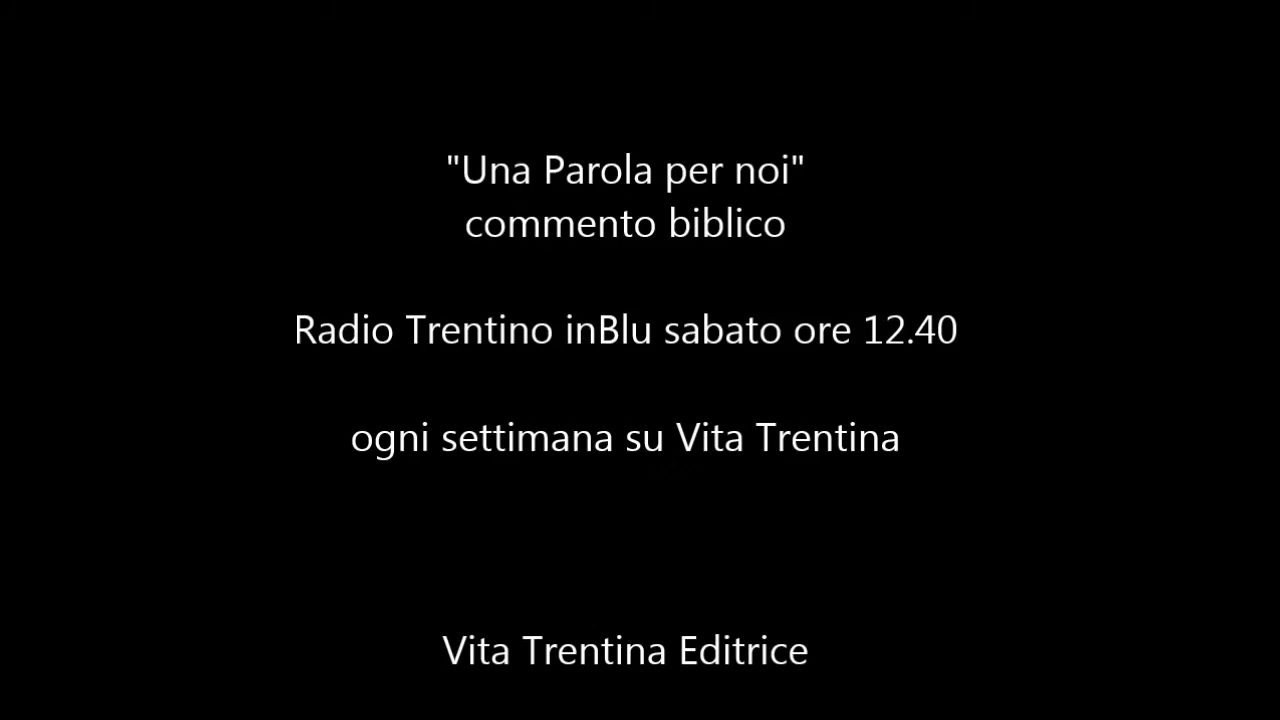 "Una Parola per noi"
commento biblico
Radio Trentino inBlu sabato ore 12.40
ogni settimana su Vita Trentina
Vita Trentina Editrice